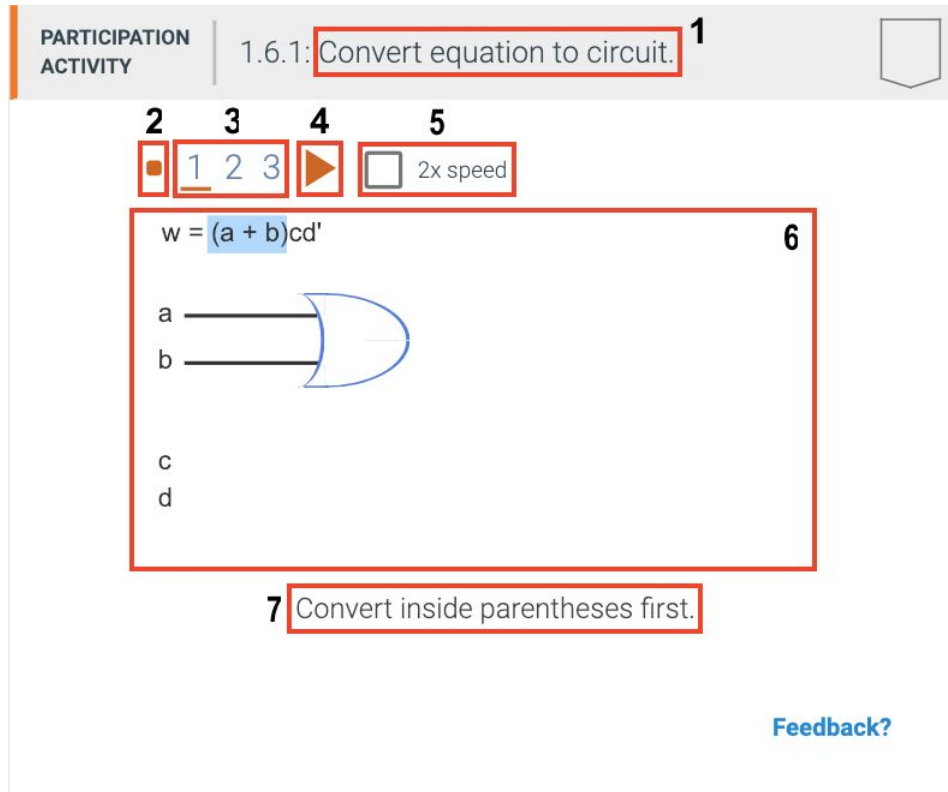 PARTICIPATION
ACTIVITY
1.6.1: Convert equation to circuit. 1
2 3 4 5
1 2 3 2x speed
w = (a + b)cd' 6
a
b
c
d
7 Convert inside parentheses first.
Feedback?